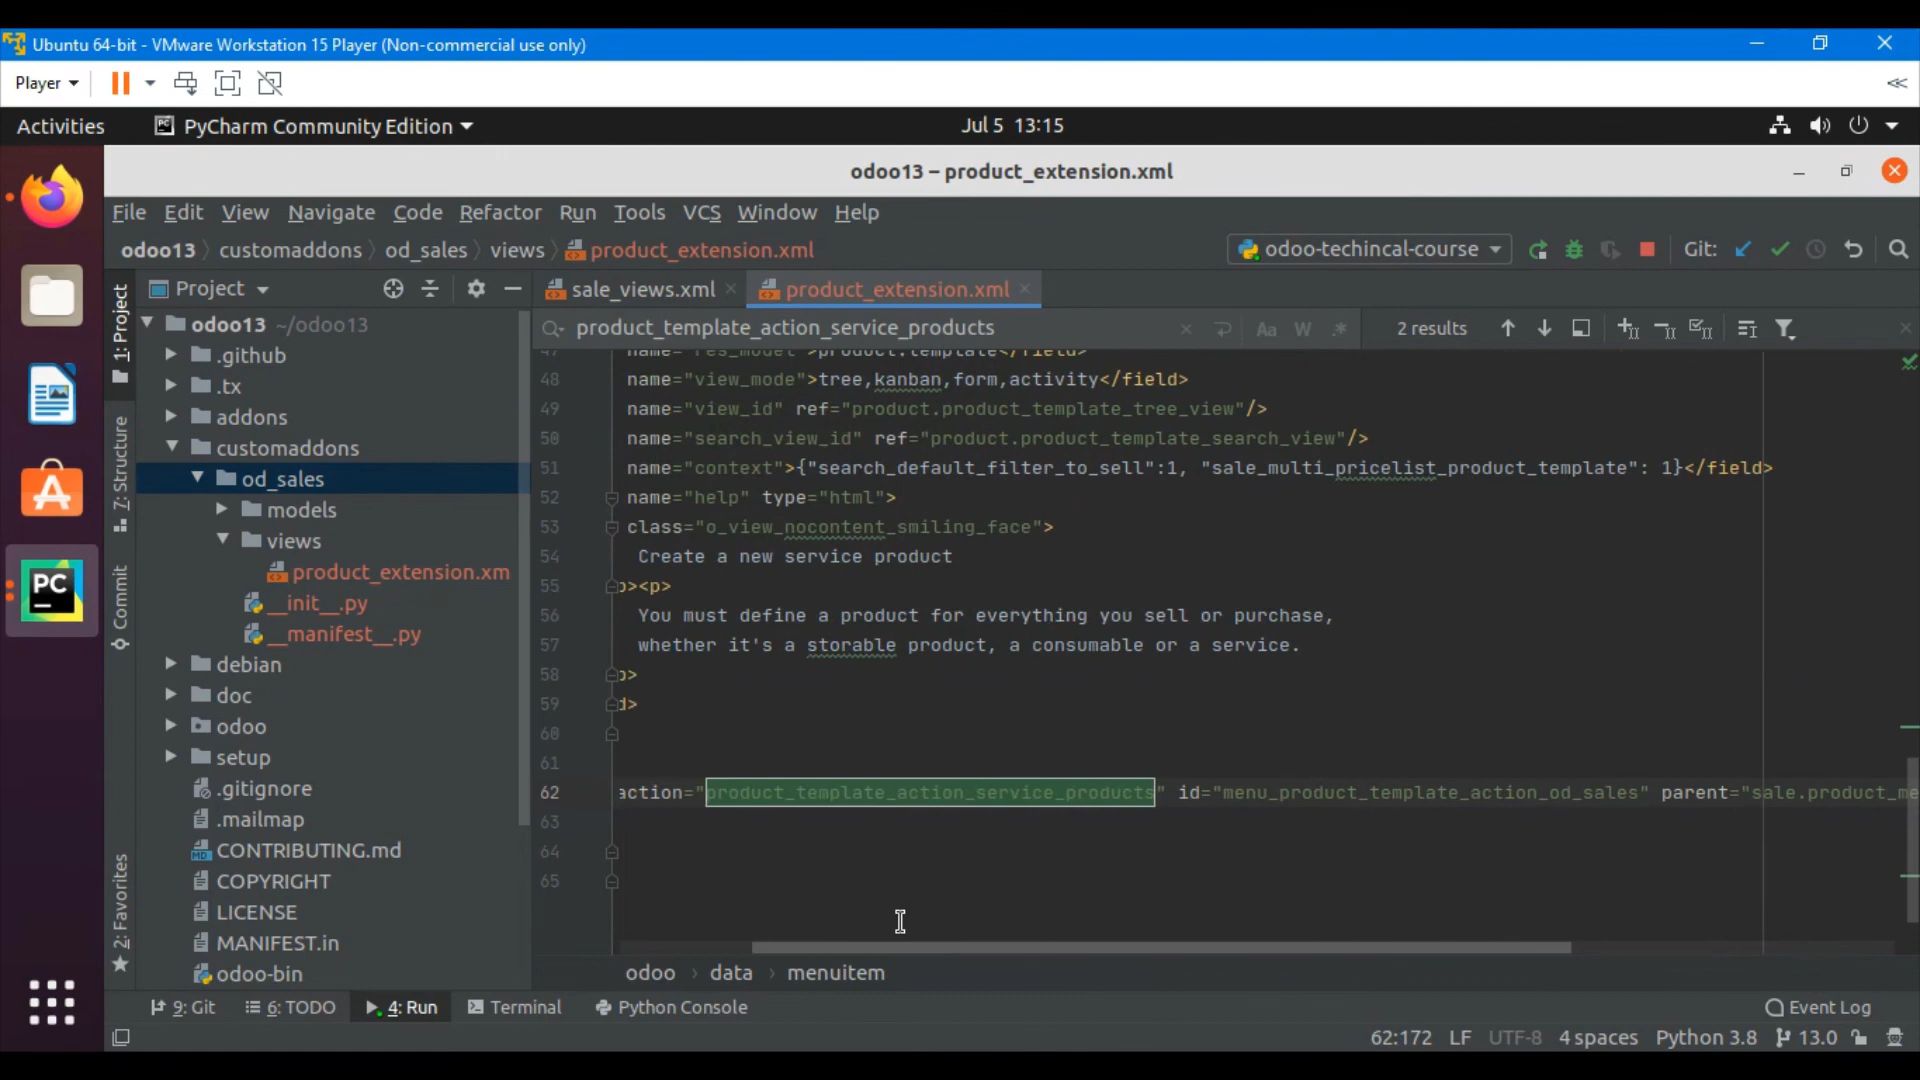 Ubuntu 64-bit - VMware Workstation 15 Player (Non-commercial use only)
Player
Activities PyCharm Community Edition Jul 5 13:15
odoo13 – product_extension.xml
File Edit View Navigate Code Refactor Run Tools VCS Window Help
odoo13 customaddons od_sales views product_extension.xml odoo-techincal-course Git:
1: Project
7: Structure
Commit
2: Favorites
Project
odoo13 ~/odoo13
.github
.tx
addons
customaddons
od_sales
models
views
product_extension.xm
__init__.py
__manifest__.py
debian
doc
odoo
setup
.gitignore
.mailmap
CONTRIBUTING.md
COPYRIGHT
LICENSE
MANIFEST.in
odoo-bin
sale_views.xml product_extension.xml
product_template_action_service_products Aa W .* 2 results
47 name="res_model">product.template</field>
48 name="view_mode">tree,kanban,form,activity</field>
49 name="view_id" ref="product.product_template_tree_view"/>
50 name="search_view_id" ref="product.product_template_search_view"/>
51 name="context">{"search_default_filter_to_sell":1, "sale_multi_pricelist_product_template": 1}</field>
52 name="help" type="html">
53 class="o_view_nocontent_smiling_face">
54 Create a new service product
55 ><p>
56 You must define a product for everything you sell or purchase,
57 whether it's a storable product, a consumable or a service.
58 >
59 >
60
61
62 action="product_template_action_service_products" id="menu_product_template_action_od_sales" parent="sale.product_me
63
64
65
odoo data menuitem
9: Git 6: TODO 4: Run Terminal Python Console Event Log
62:172 LF UTF-8 4 spaces Python 3.8 13.0